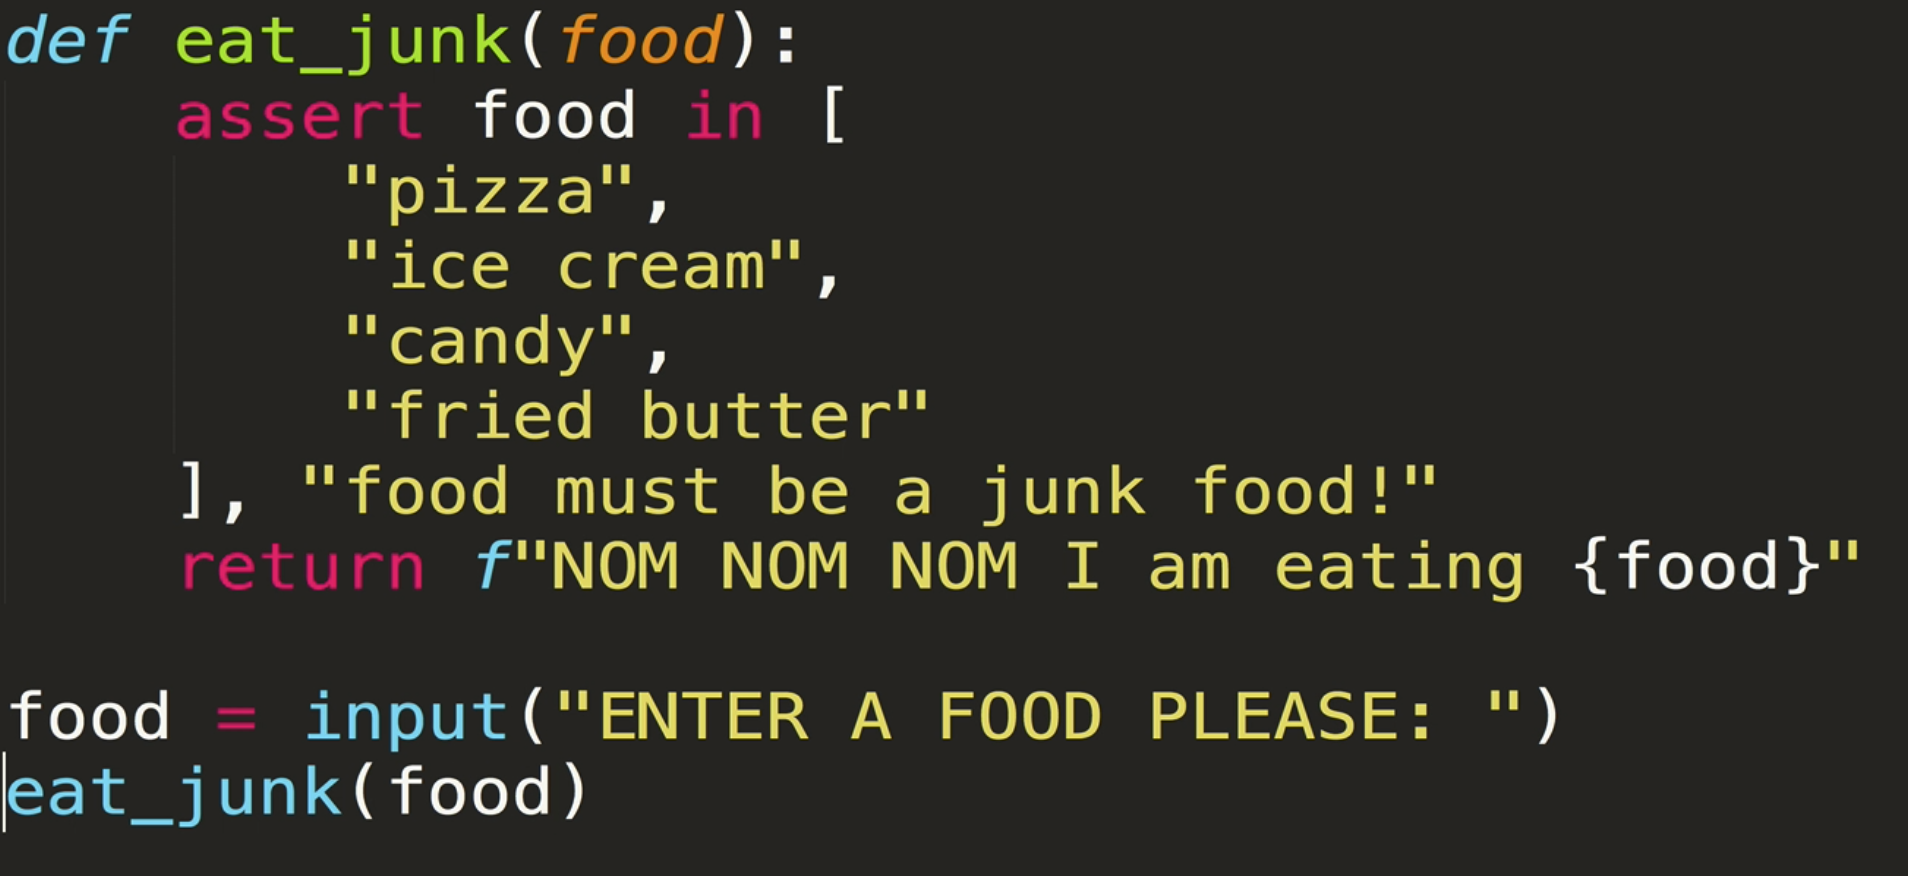 def eat_junk(food):
    assert food in [
        "pizza",
        "ice cream",
        "candy",
        "fried butter"
    ], "food must be a junk food!"
    return f"NOM NOM NOM I am eating {food}"

food = input("ENTER A FOOD PLEASE: ")
eat_junk(food)